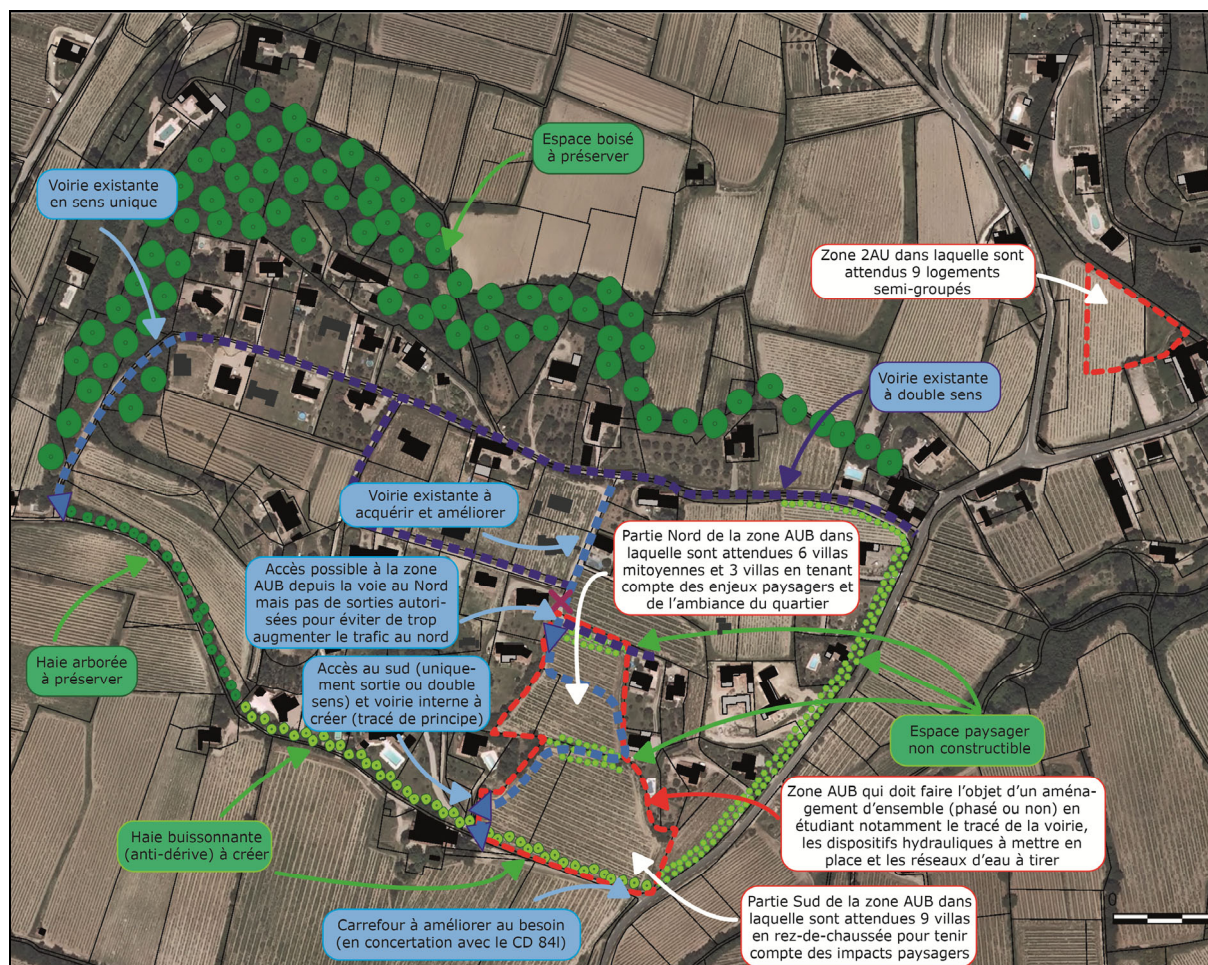 Espace boisé
à préserver
Voirie existante
en sens unique
Zone 2AU dans laquelle sont
attendus 9 logements
semi-groupés
Voirie existante
à double sens
Voirie existante à
acquérir et améliorer
Partie Nord de la zone AUB dans
laquelle sont attendues 6 villas
mitoyennes et 3 villas en tenant
compte des enjeux paysagers et
de l'ambiance du quartier
Accès possible à la zone
AUB depuis la voie au Nord
mais pas de sorties autori-
sées pour éviter de trop
augmenter le trafic au nord
Haie arborée
à préserver
Accès au sud (unique-
ment sortie ou double
sens) et voirie interne à
créer (tracé de principe)
Espace paysager
non constructible
Zone AUB qui doit faire l'objet d'un aména-
gement d'ensemble (phasé ou non) en
étudiant notamment le tracé de la voirie,
les dispositifs hydrauliques à mettre en
place et les réseaux d'eau à tirer
Haie buissonnante
(anti-dérive) à créer
Partie Sud de la zone AUB dans
laquelle sont attendues 9 villas
en rez-de-chaussée pour tenir
compte des impacts paysagers
Carrefour à améliorer au besoin
(en concertation avec le CD 84l)
0